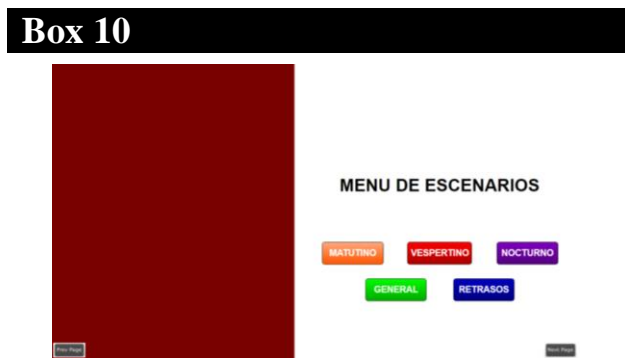 Box 10
MENU DE ESCENARIOS
MATUTINO VESPERTINO NOCTURNO
GENERAL RETRASOS
Prev Page Next Page